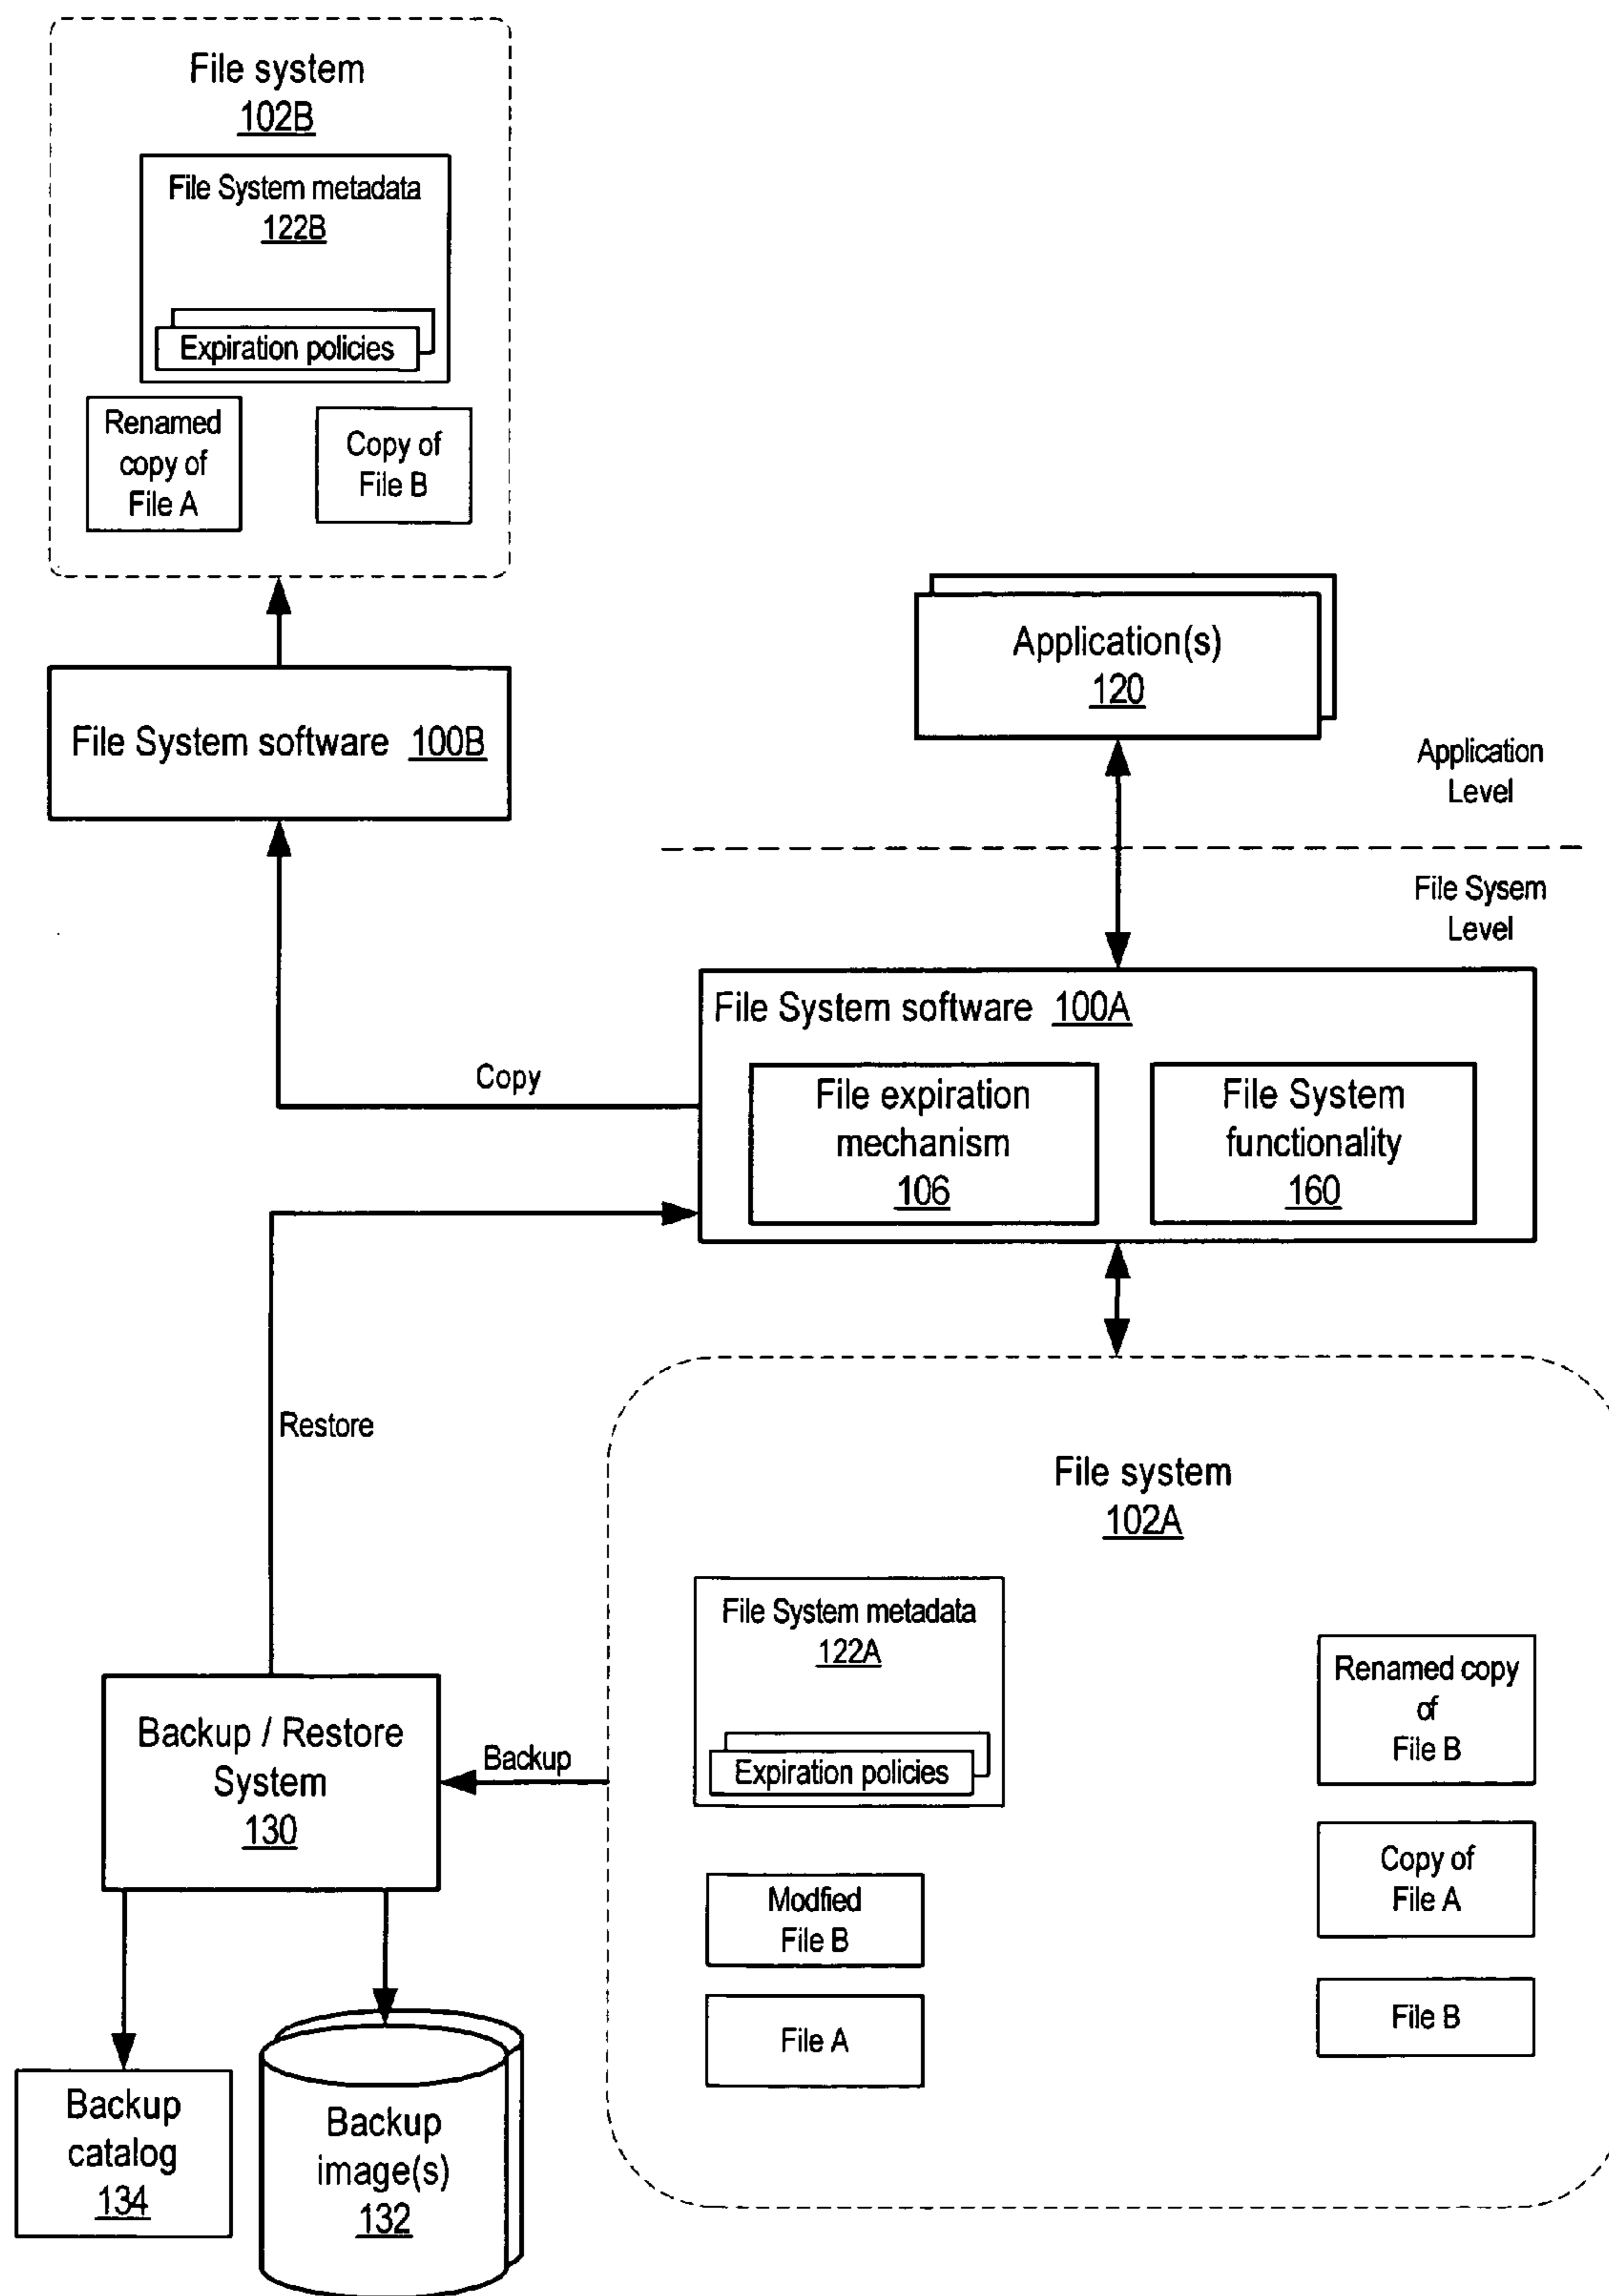 File system
102B
File System metadata
122B
Expiration policies
Renamed
copy of
File A
Copy of
File B
File System software 100B
Application(s)
120
Application
Level
File Sysem
Level
File System software 100A
File expiration
mechanism
106
File System
functionality
160
Copy
Restore
File system
102A
File System metadata
122A
Expiration policies
Renamed copy
of
File B
Copy of
File A
File B
Modfied
File B
File A
Backup
Backup / Restore
System
130
Backup
catalog
134
Backup
image(s)
132